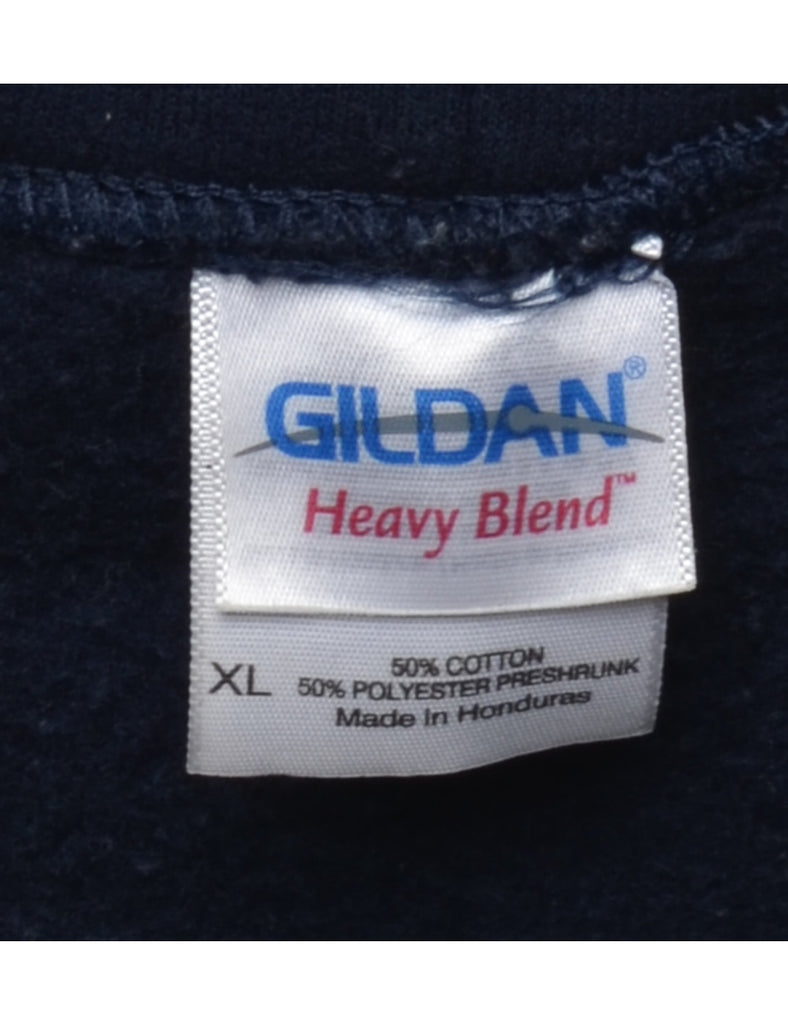 GILDAN®
Heavy Blend™
XL
50% COTTON
50% POLYESTER PRESHRUNK
Made In Honduras